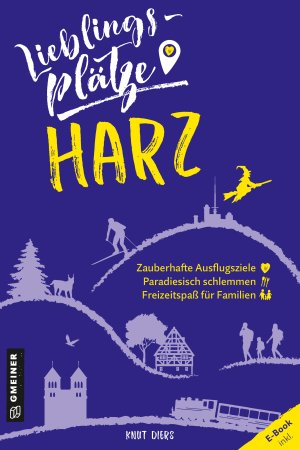 Lieblings-
plätze
HARZ
Zauberhafte Ausflugsziele
Paradiesisch schlemmen
Freizeitspaß für Familien
GMEINER
KNUT DIERS
E-Book
inkl.